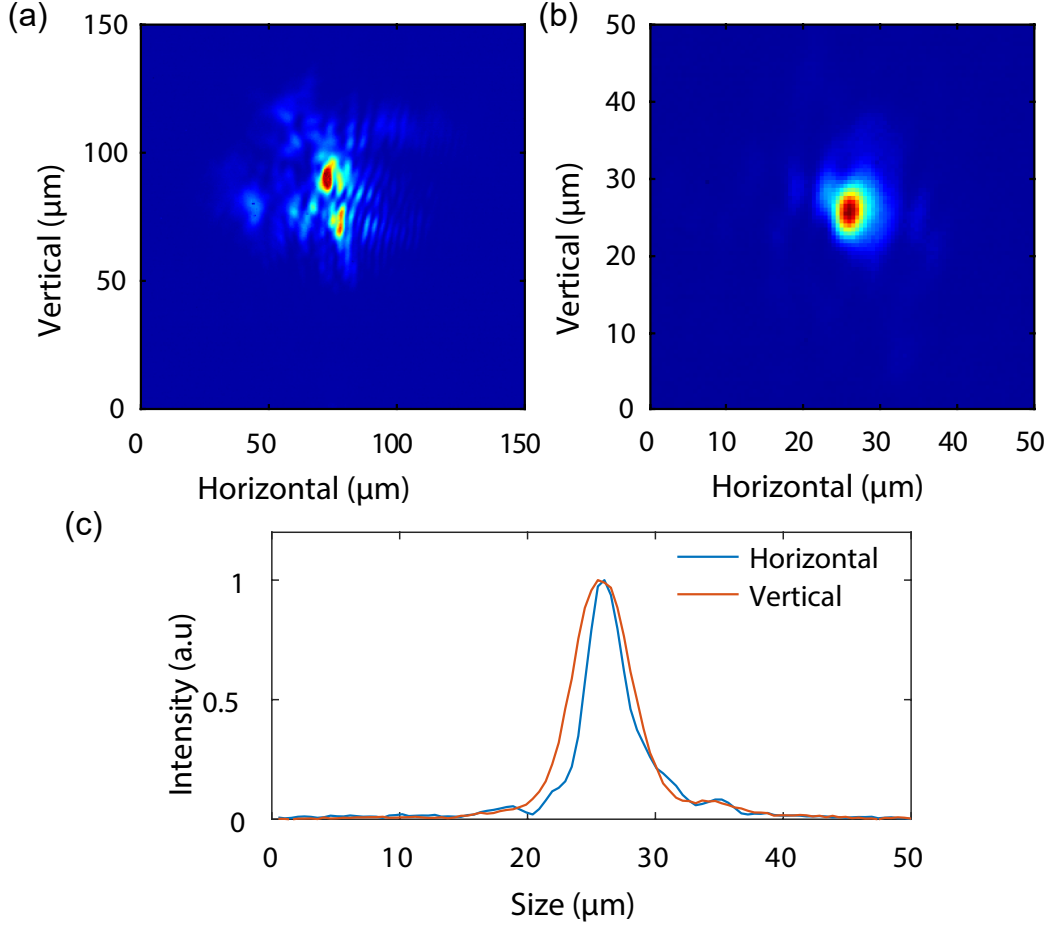 (a)
150
100
50
0
Vertical (µm)
0 50 100 150
Horizontal (µm)
(b)
50
40
30
20
10
0
Vertical (µm)
0 10 20 30 40 50
Horizontal (µm)
(c)
1
0.5
0
Intensity (a.u)
Horizontal
Vertical
0 10 20 30 40 50
Size (µm)